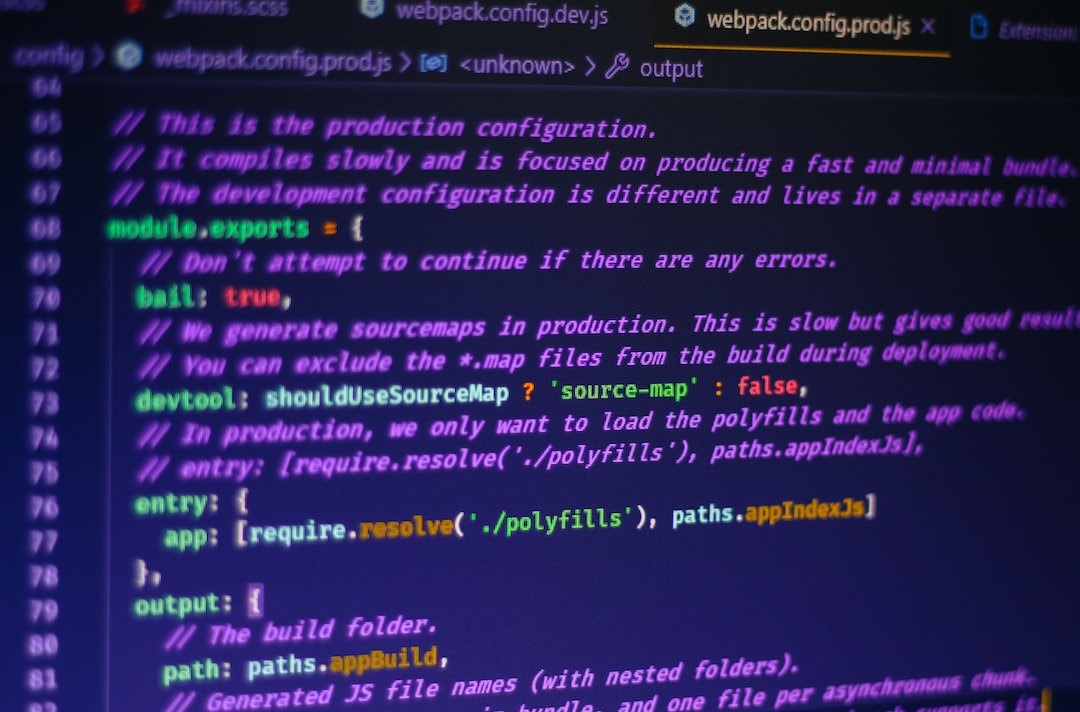 _mixins.scss
webpack.config.dev.js
webpack.config.prod.js ×
Extension:
config > webpack.config.prod.js > <unknown> > output
64
65 // This is the production configuration.
66 // It compiles slowly and is focused on producing a fast and minimal bundle.
67 // The development configuration is different and lives in a separate file.
68 module.exports = {
69 // Don't attempt to continue if there are any errors.
70 bail: true,
71 // We generate sourcemaps in production. This is slow but gives good result
72 // You can exclude the *.map files from the build during deployment.
73 devtool: shouldUseSourceMap ? 'source-map' : false,
74 // In production, we only want to load the polyfills and the app code.
75 // entry: [require.resolve('./polyfills'), paths.appIndexJs],
76 entry: {
77 app: [require.resolve('./polyfills'), paths.appIndexJs]
78 },
79 output: {
80 // The build folder.
81 path: paths.appBuild,
82 // Generated JS file names (with nested folders).
bundle, and one file per asynchronous chunk.
supports is